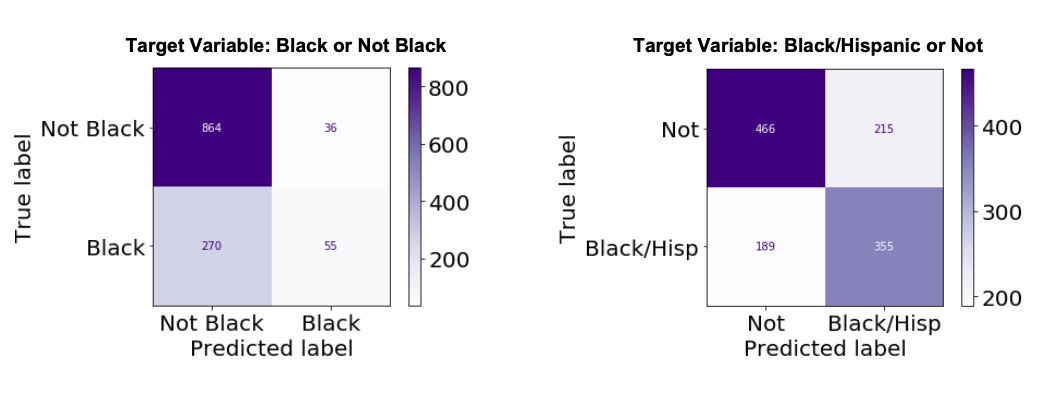 Target Variable: Black or Not Black
True label
Not Black
Black
864
36
270
55
800
600
400
200
Not Black
Black
Predicted label
Target Variable: Black/Hispanic or Not
True label
Not
Black/Hisp
466
215
189
355
400
300
200
Not
Black/Hisp
Predicted label